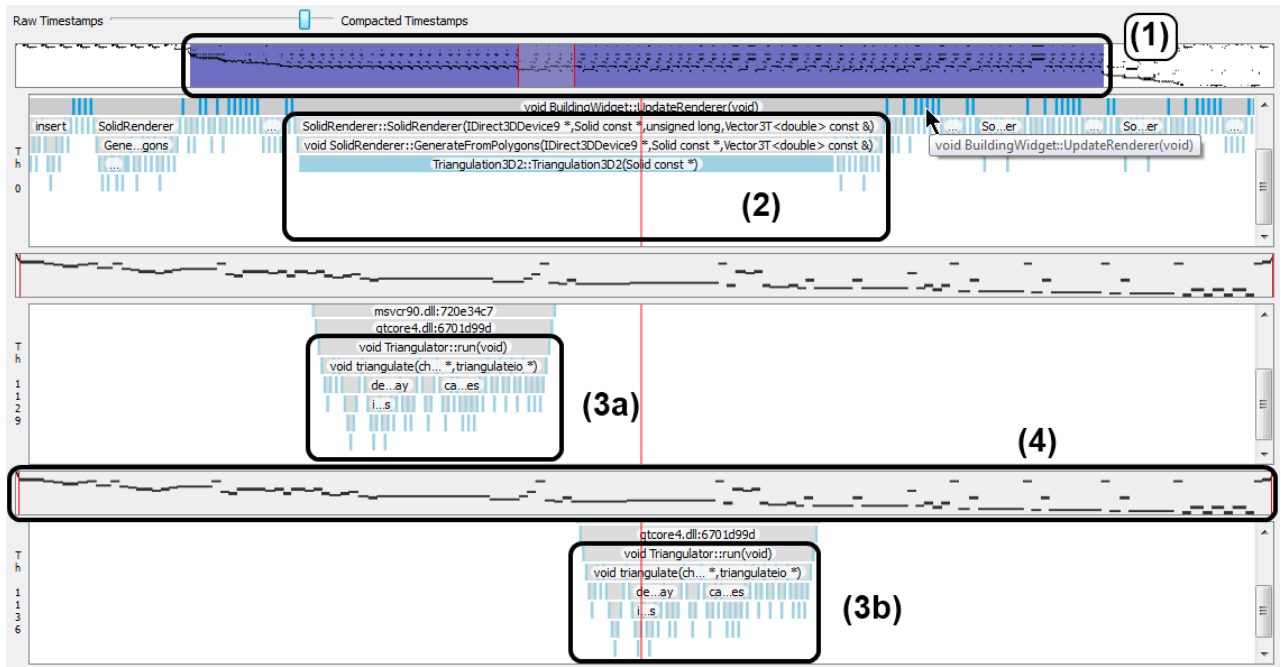 Raw Timestamps Compacted Timestamps
(1)
void BuildingWidget::UpdateRenderer(void)
insert SolidRenderer ... SolidRenderer::SolidRenderer(IDirect3DDevice9 *,Solid const *,unsigned long,Vector3T<double> const &) ... So...er ... So...er ...
Gene...gons void SolidRenderer::GenerateFromPolygons(IDirect3DDevice9 *,Solid const *,Vector3T<double> const &) void BuildingWidget::UpdateRenderer(void)
... Triangulation3D2::Triangulation3D2(Solid const *)
Th 0
(2)
msvcr90.dll:720e34c7
qtcore4.dll:6701d99d
void Triangulator::run(void)
void triangulate(ch... *,triangulateio *)
de...ay ca...es
i...s
Th 1129
(3a)
(4)
qtcore4.dll:6701d99d
void Triangulator::run(void)
void triangulate(ch... *,triangulateio *)
de...ay ca...es
i...s
Th 1136
(3b)